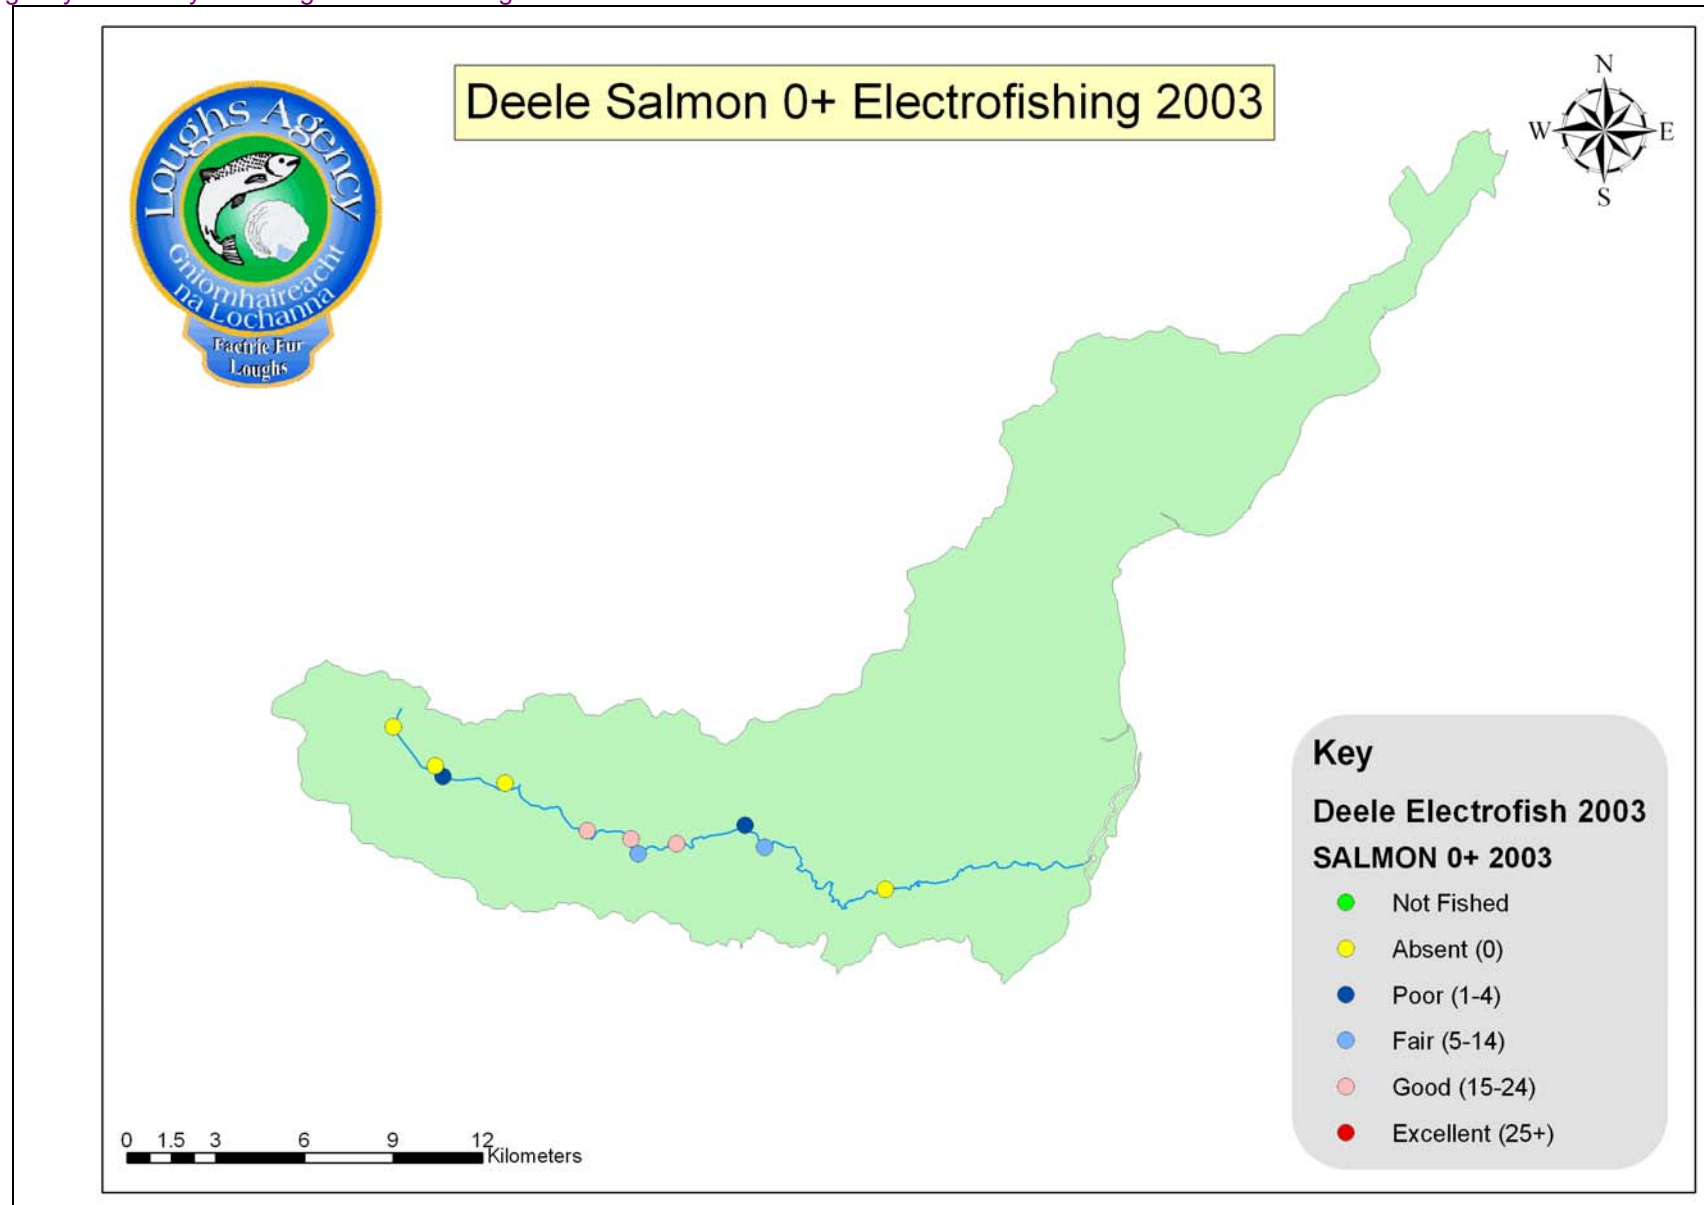 Deele Salmon 0+ Electrofishing 2003
Loughs Agency
Gníomhaireacht
na Lochanna
Factrie Fur
Loughs
N
W
E
S
Key
Deele Electrofish 2003
SALMON 0+ 2003
Not Fished
Absent (0)
Poor (1-4)
Fair (5-14)
Good (15-24)
Excellent (25+)
0 1.5 3 6 9 12
Kilometers